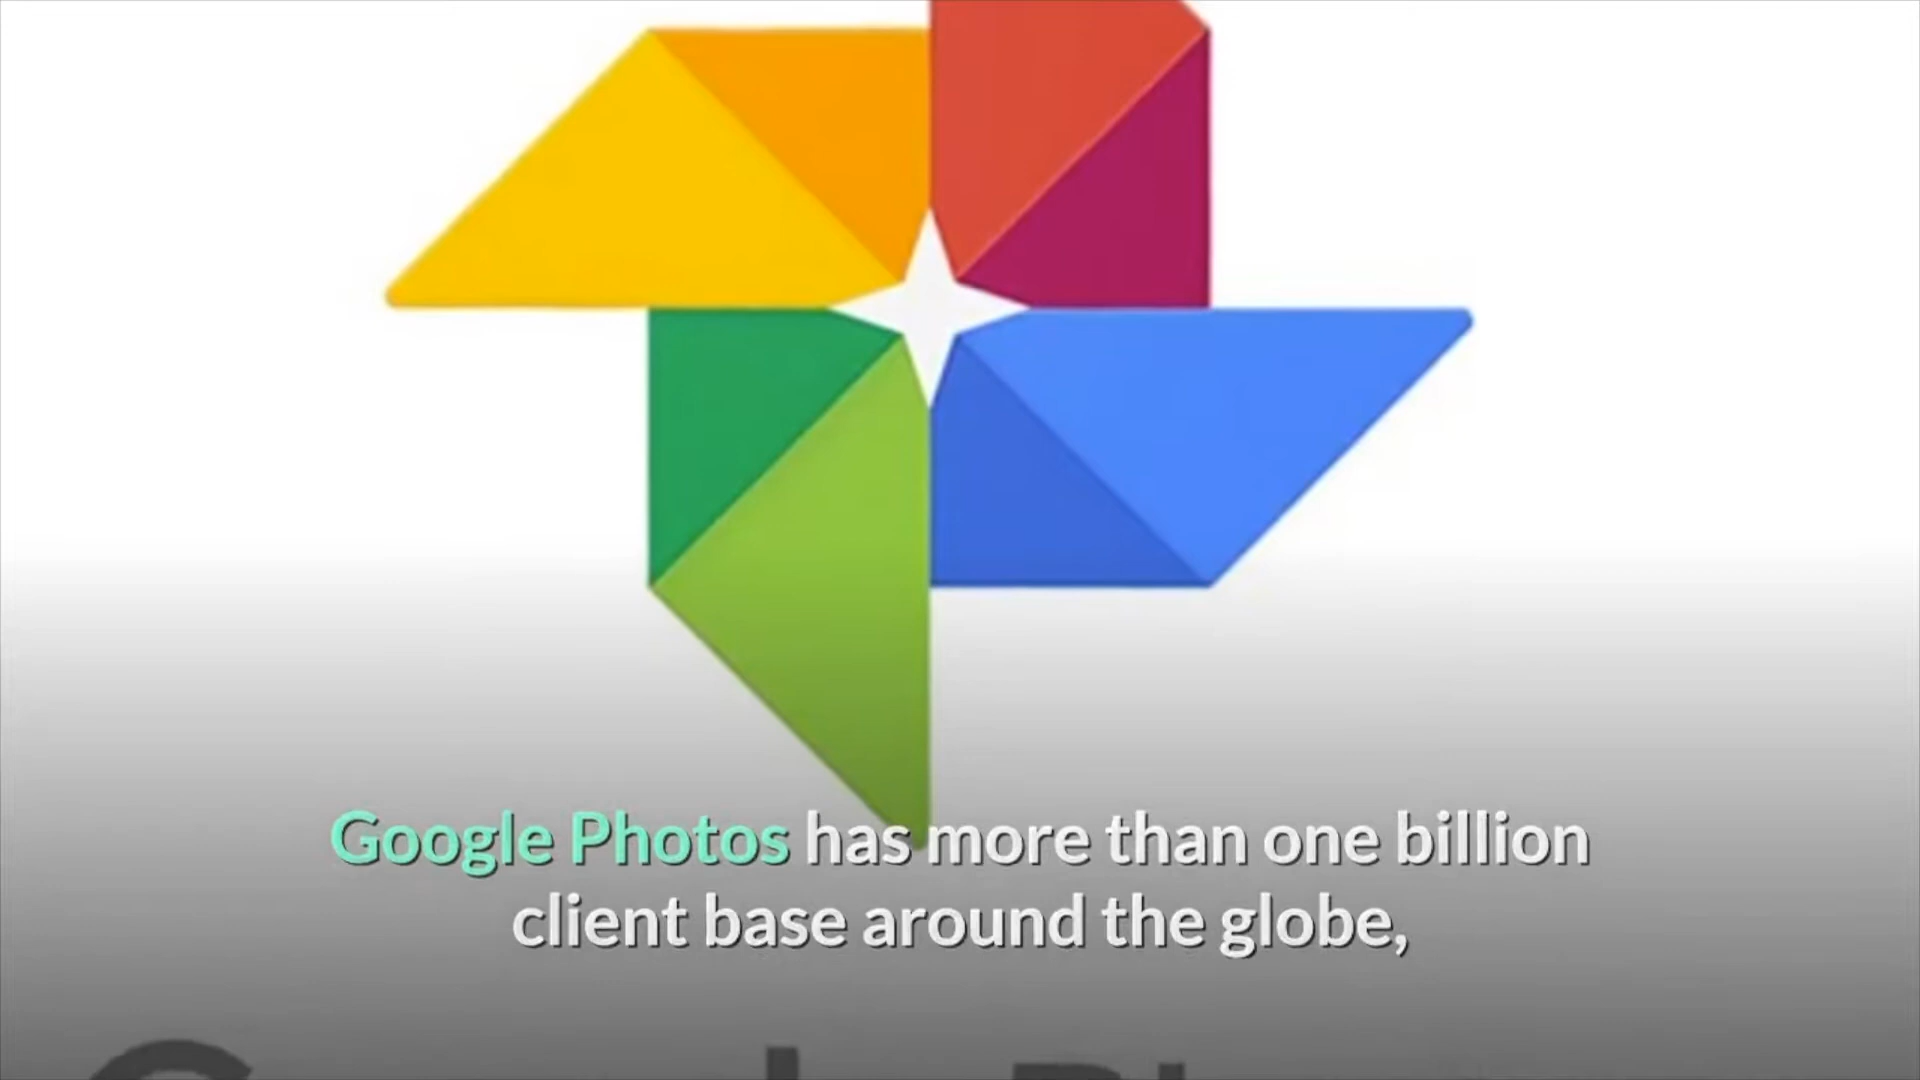 Google Photos has more than one billion
client base around the globe,